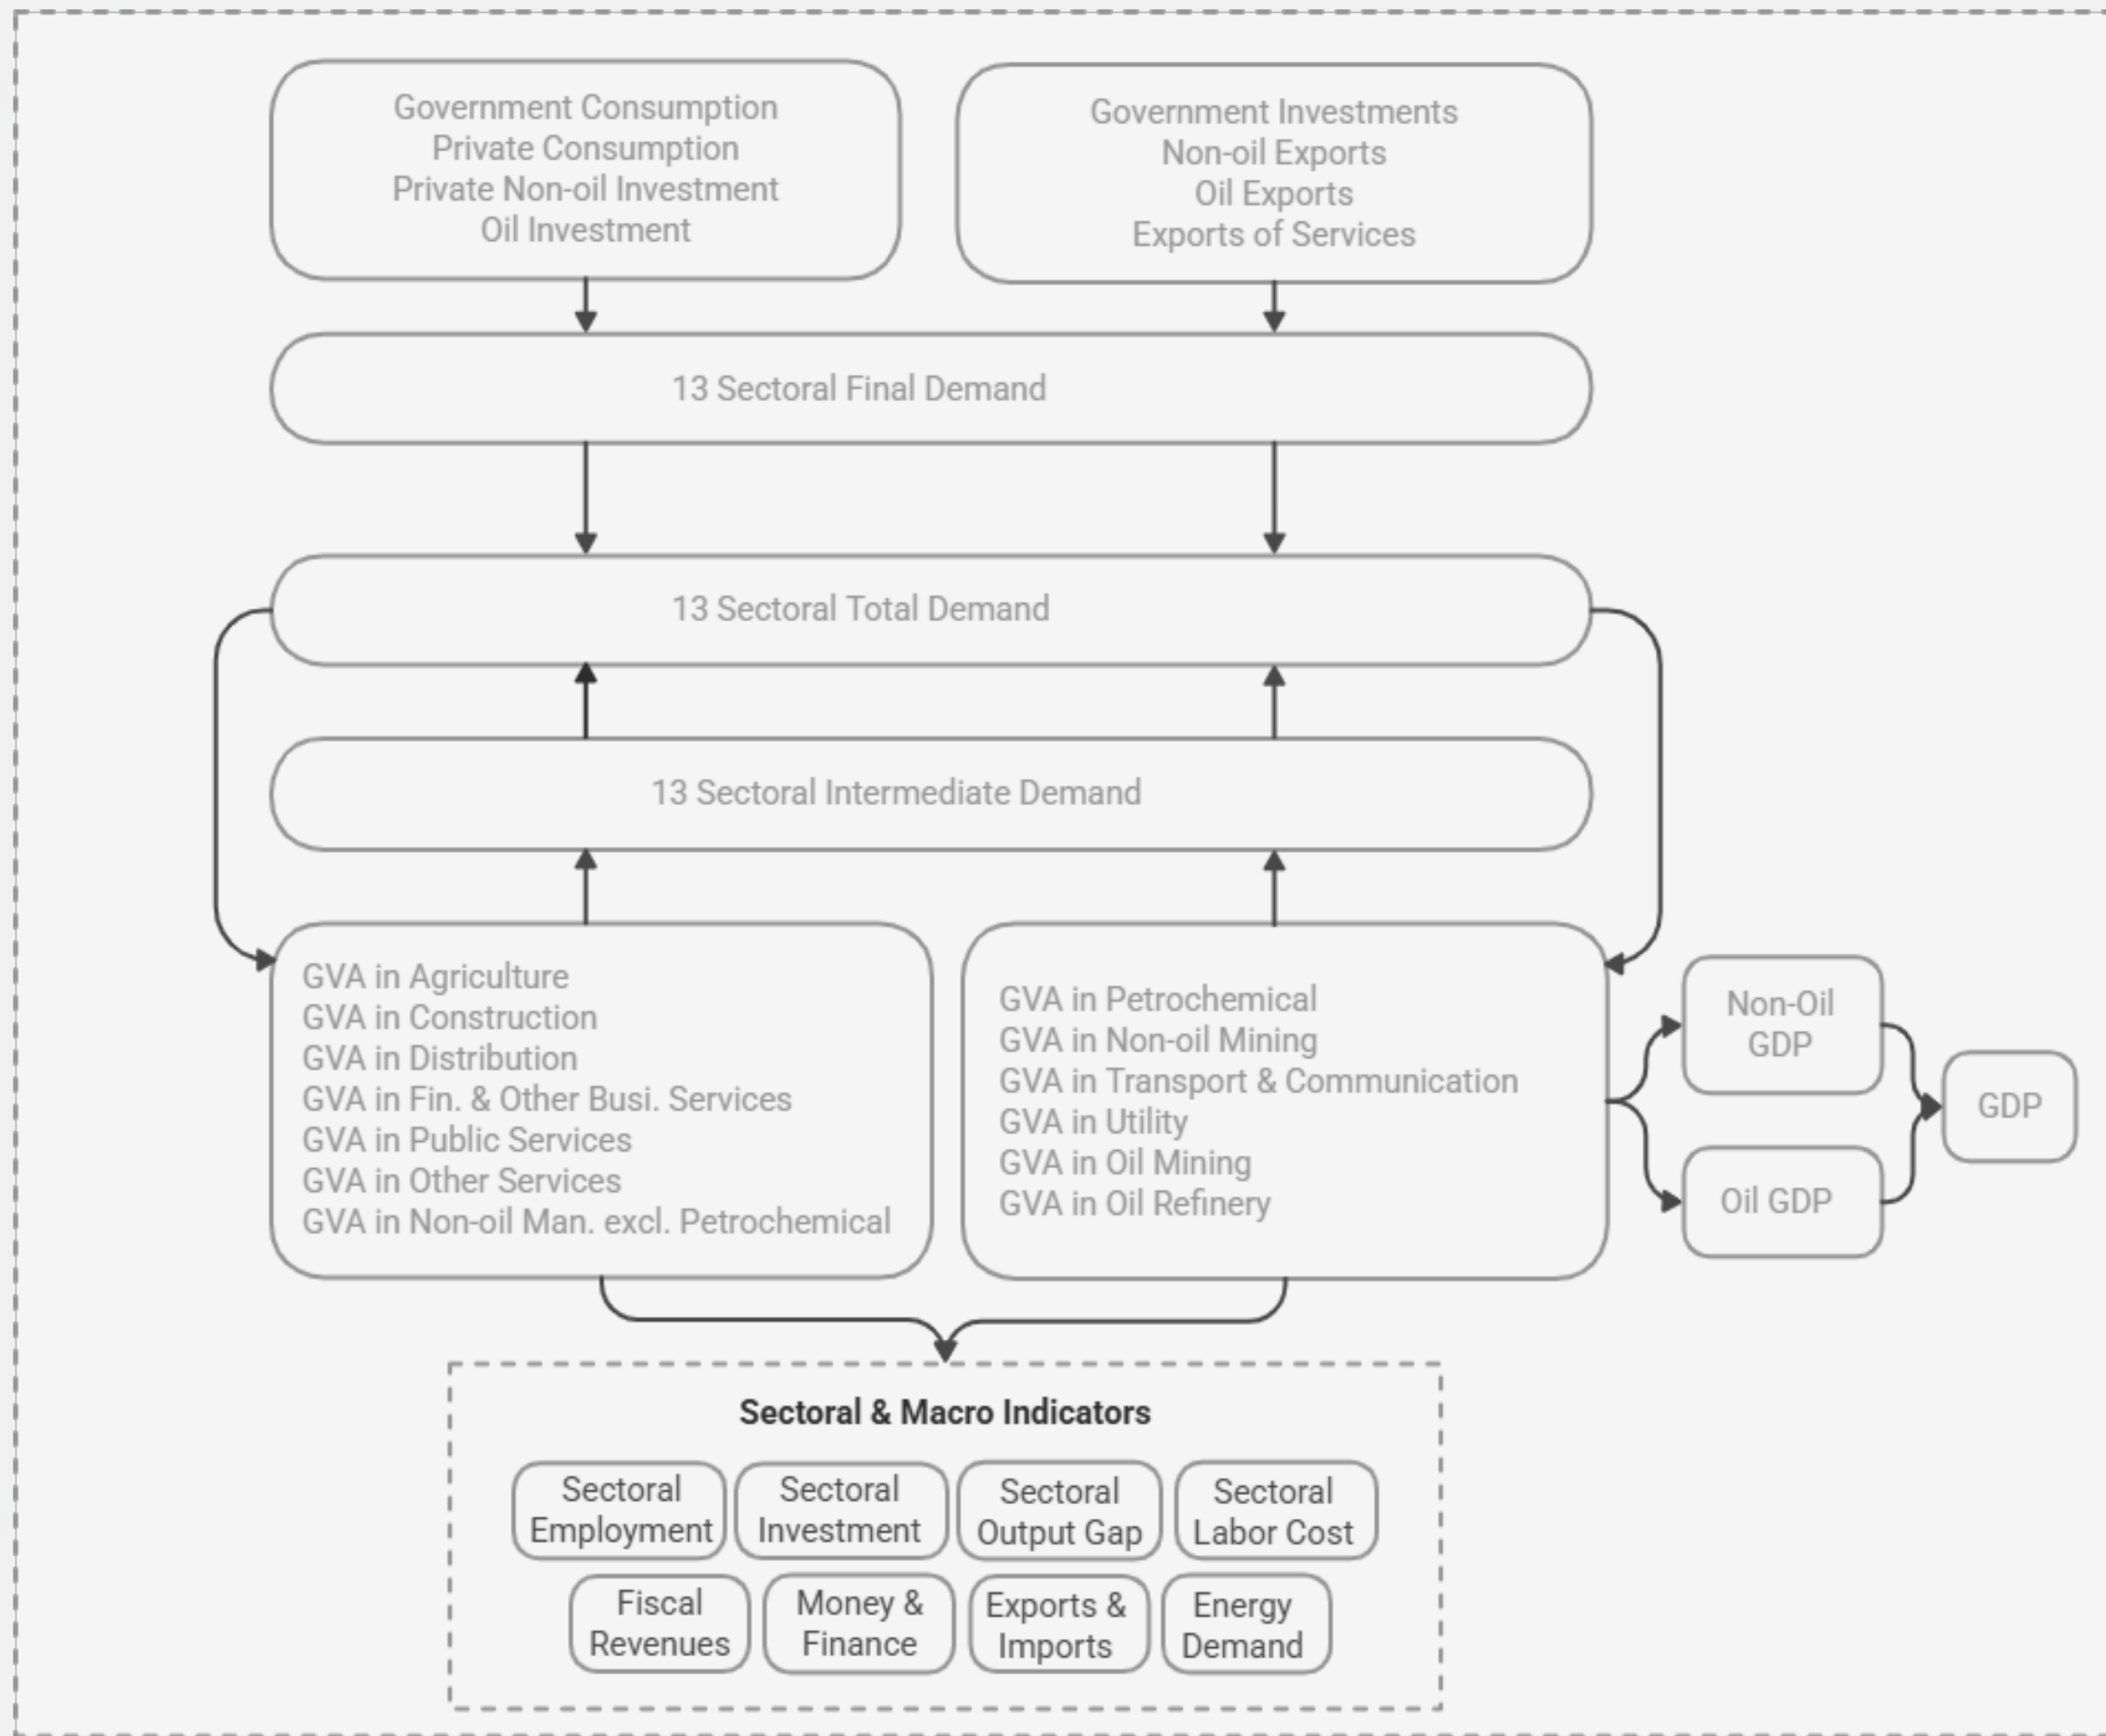 Government Consumption
Private Consumption
Private Non-oil Investment
Oil Investment
Government Investments
Non-oil Exports
Oil Exports
Exports of Services
13 Sectoral Final Demand
13 Sectoral Total Demand
13 Sectoral Intermediate Demand
GVA in Agriculture
GVA in Construction
GVA in Distribution
GVA in Fin. & Other Busi. Services
GVA in Public Services
GVA in Other Services
GVA in Non-oil Man. excl. Petrochemical
GVA in Petrochemical
GVA in Non-oil Mining
GVA in Transport & Communication
GVA in Utility
GVA in Oil Mining
GVA in Oil Refinery
Non-Oil
GDP
Oil GDP
GDP
Sectoral & Macro Indicators
Sectoral
Employment
Sectoral
Investment
Sectoral
Output Gap
Sectoral
Labor Cost
Fiscal
Revenues
Money &
Finance
Exports &
Imports
Energy
Demand